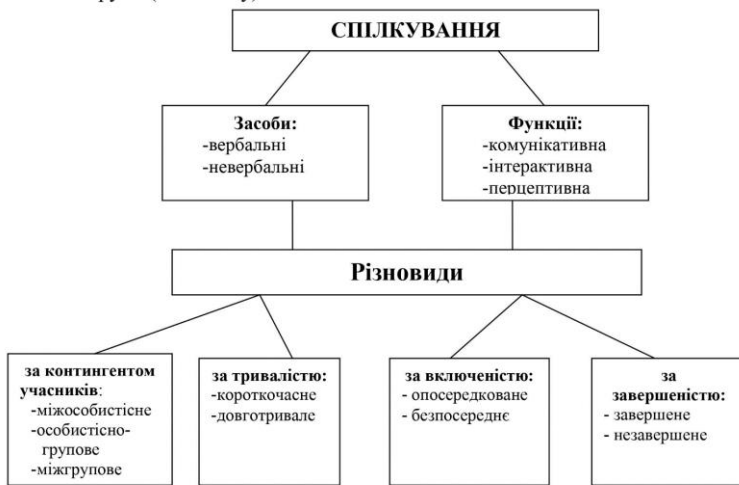 СПІЛКУВАННЯ
Засоби:
-вербальні
-невербальні
Функції:
-комунікативна
-інтерактивна
-перцептивна
Різновиди
за контингентом
учасників:
-міжособистісне
-особистісно-
групове
-міжгрупове
за тривалістю:
-короткочасне
-довготривале
за включеністю:
- опосередковане
- безпосереднє
за
завершеністю:
- завершене
- незавершене